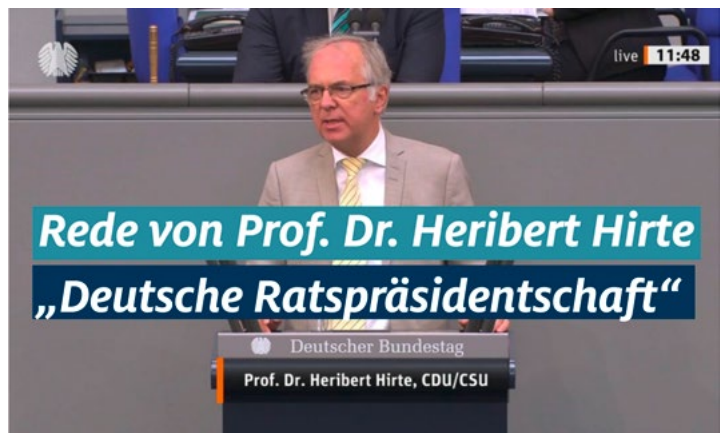 live 11:48
Rede von Prof. Dr. Heribert Hirte
„Deutsche Ratspräsidentschaft“
Deutscher Bundestag
Prof. Dr. Heribert Hirte, CDU/CSU